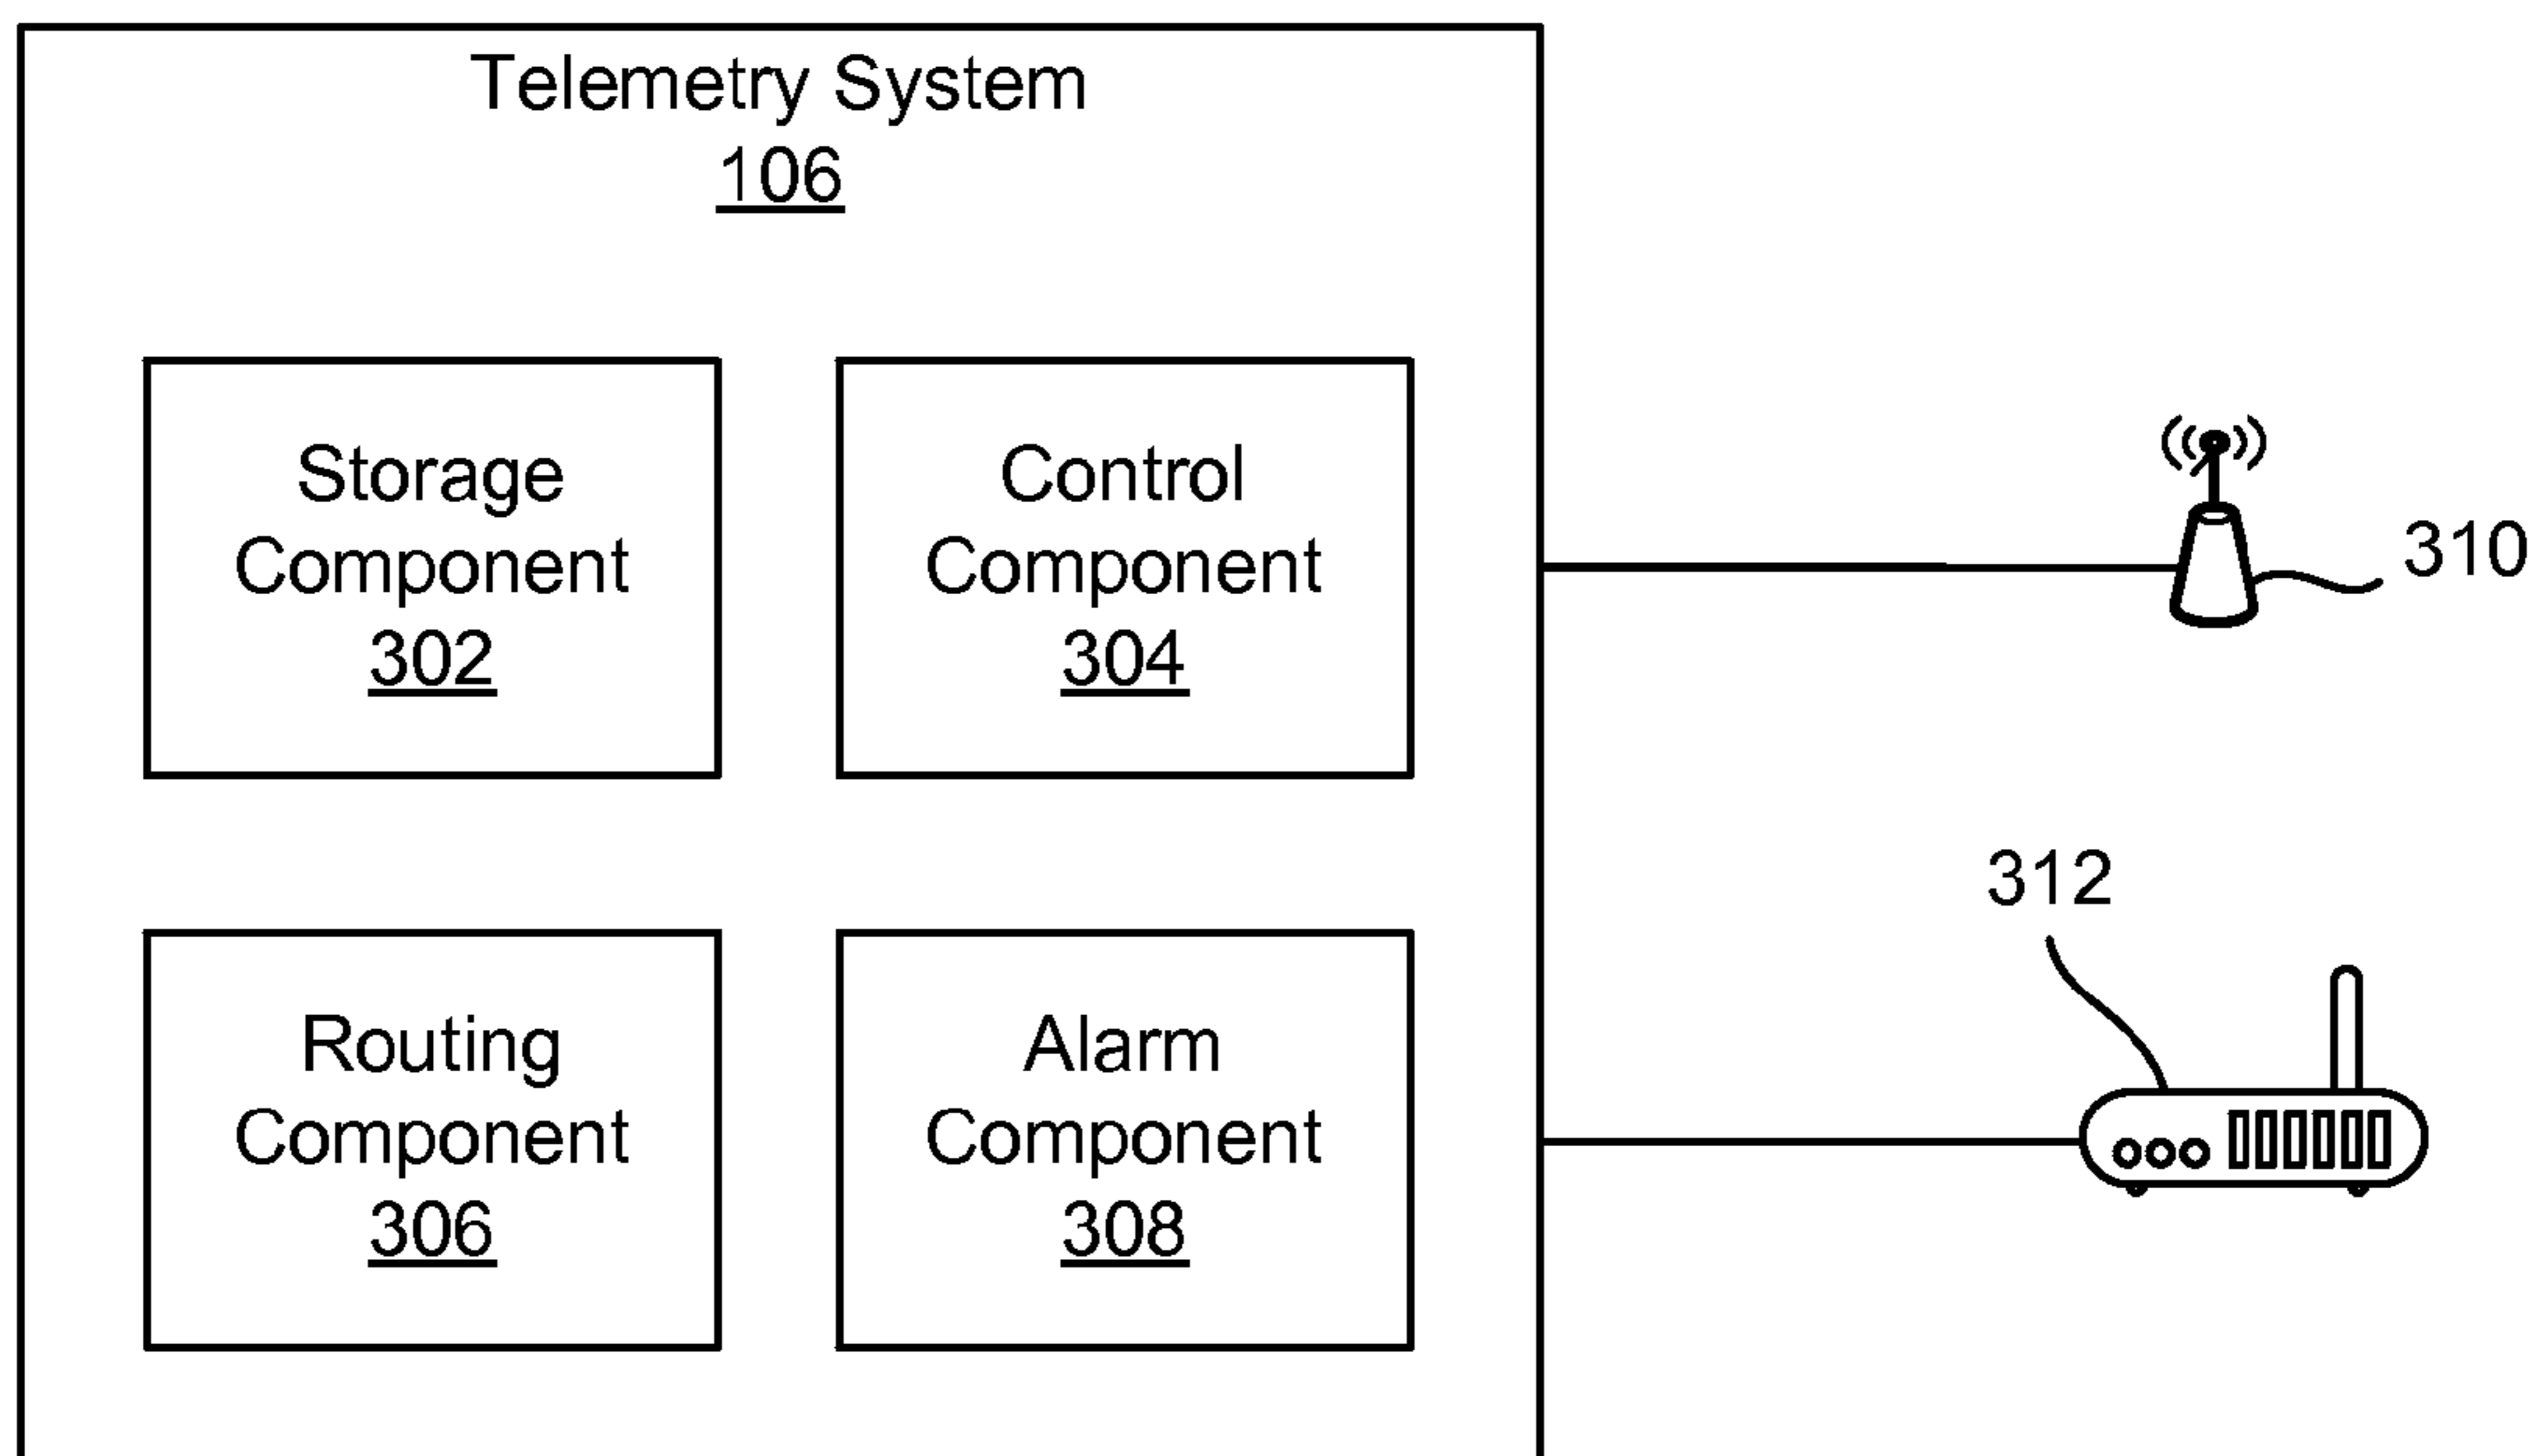 Telemetry System
106
Storage
Component
302
Control
Component
304
310
312
Routing
Component
306
Alarm
Component
308